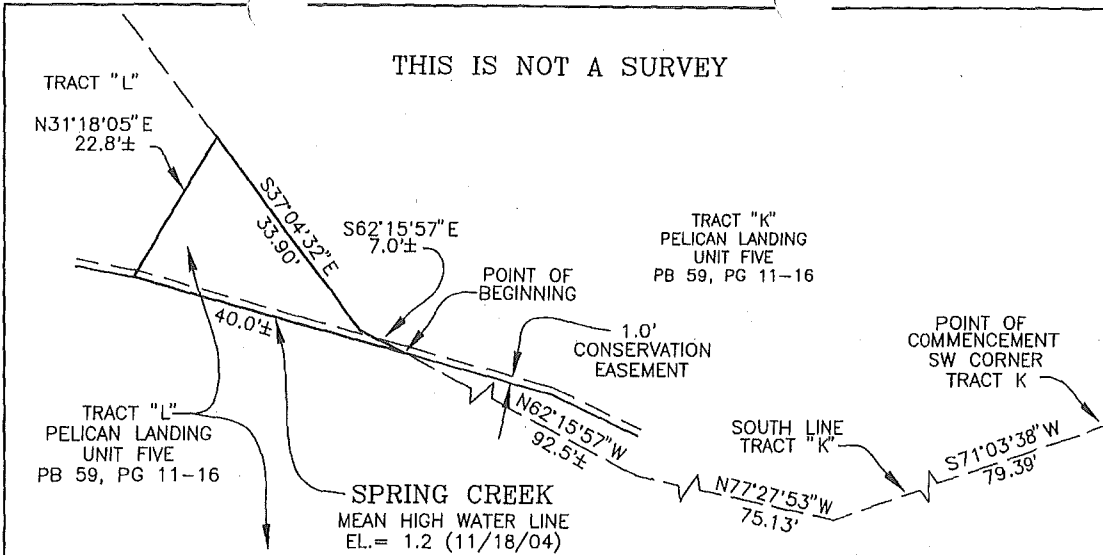 THIS IS NOT A SURVEY
TRACT "L"
N31°18'05"E
22.8'±
S37°04'32"E
33.90'
S62°15'57"E
7.0'±
TRACT "K"
PELICAN LANDING
UNIT FIVE
PB 59, PG 11-16
POINT OF
BEGINNING
40.0'±
1.0'
CONSERVATION
EASEMENT
POINT OF
COMMENCEMENT
SW CORNER
TRACT K
TRACT "L"
PELICAN LANDING
UNIT FIVE
PB 59, PG 11-16
N62°15'57"W
92.5'±
SOUTH LINE
TRACT "K"
S71°03'38"W
79.39'
N77°27'53"W
75.13'
SPRING CREEK
MEAN HIGH WATER LINE
EL.= 1.2 (11/18/04)